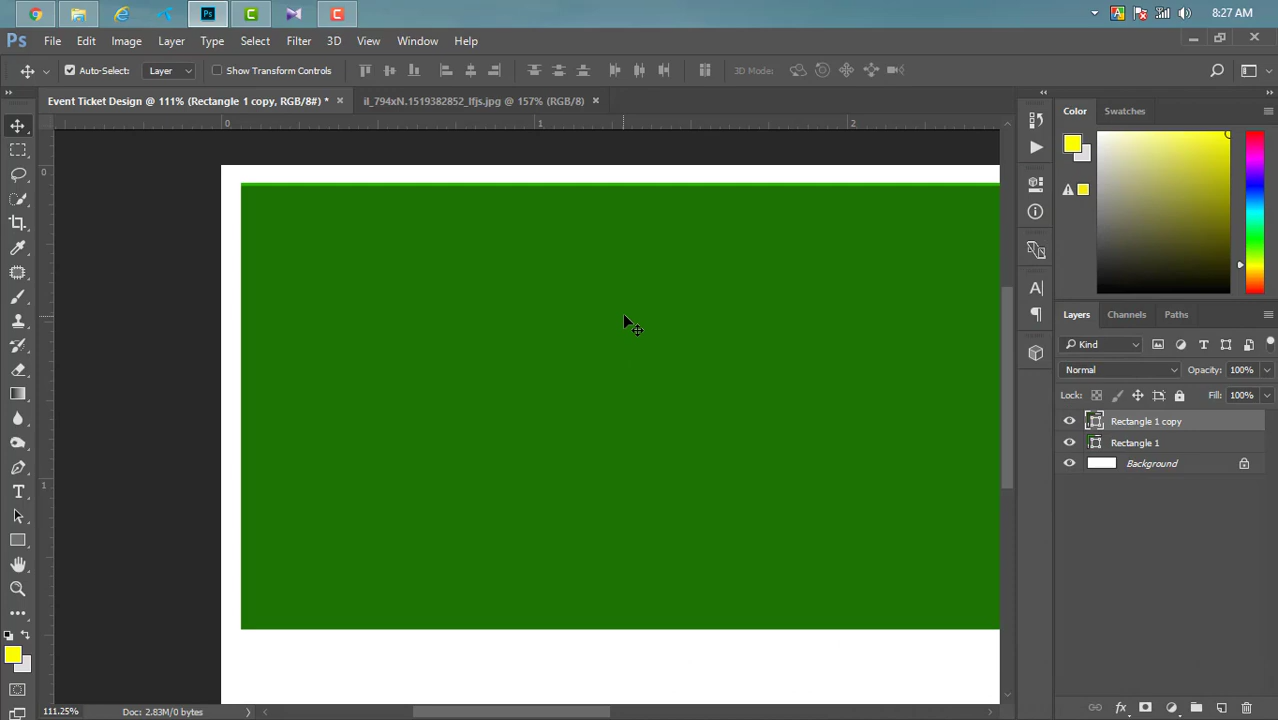 8:27 AM
Ps File Edit Image Layer Type Select Filter 3D View Window Help
Auto-Select: Layer Show Transform Controls 3D Mode:
Event Ticket Design @ 111% (Rectangle 1 copy, RGB/8#) * × il_794xN.1519382852_lfjs.jpg @ 157% (RGB/8) ×
Color Swatches
0 1 2
0
1
Layers Channels Paths
Kind
Normal Opacity: 100%
Lock: Fill: 100%
Rectangle 1 copy
Rectangle 1
Background
111.25% Doc: 2.83M/0 bytes